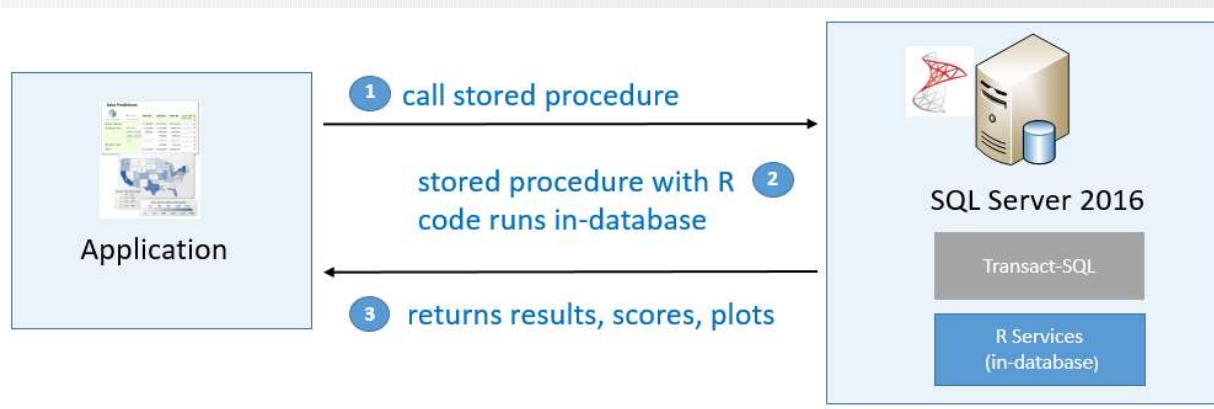 1 call stored procedure
stored procedure with R 2
code runs in-database
3 returns results, scores, plots
Application
SQL Server 2016
Transact-SQL
R Services
(in-database)